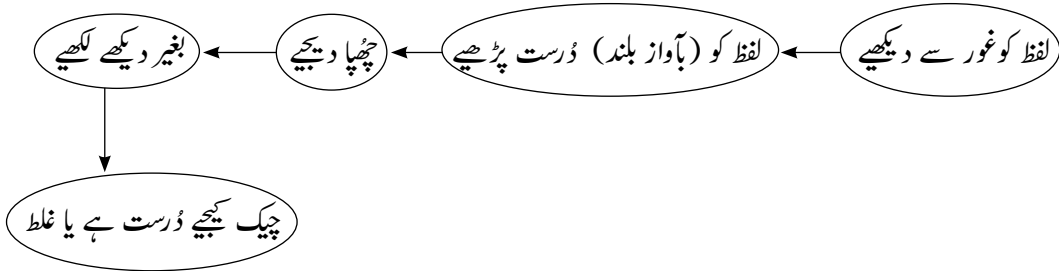 لفظ کو غور سے دیکھیے
لفظ کو (بآواز بلند) دُرست پڑھیے
چھُپا دیجیے
بغیر دیکھے لکھیے
چیک کیجیے دُرست ہے یا غلط